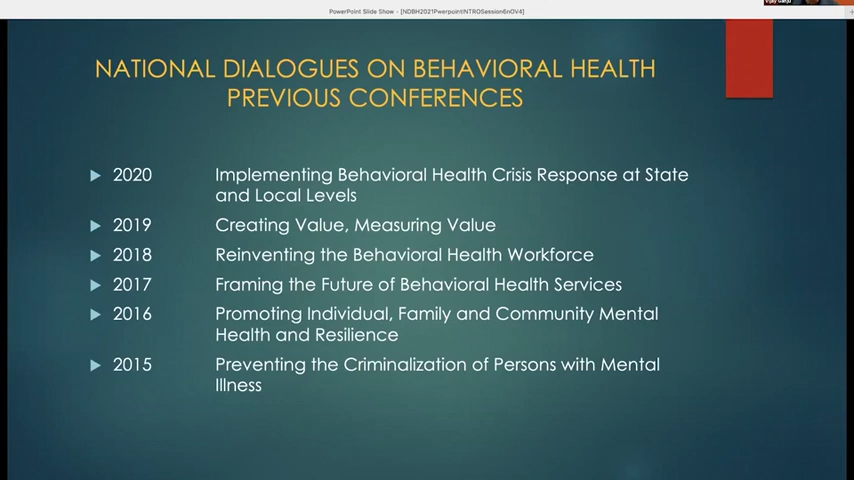 PowerPoint Slide Show - [NDBH2021PwerpointINTROSession6nOV4]
Vijay Ganju
NATIONAL DIALOGUES ON BEHAVIORAL HEALTH
PREVIOUS CONFERENCES
2020 Implementing Behavioral Health Crisis Response at State
and Local Levels
2019 Creating Value, Measuring Value
2018 Reinventing the Behavioral Health Workforce
2017 Framing the Future of Behavioral Health Services
2016 Promoting Individual, Family and Community Mental
Health and Resilience
2015 Preventing the Criminalization of Persons with Mental
Illness